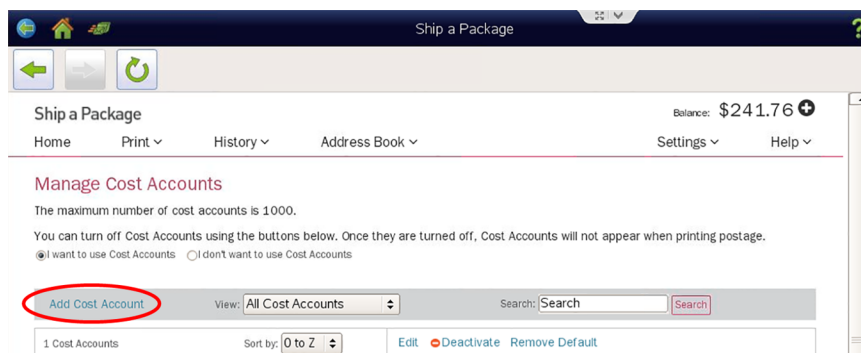 Ship a Package
Ship a Package
Balance: $241.76
Home Print History Address Book Settings Help
Manage Cost Accounts
The maximum number of cost accounts is 1000.
You can turn off Cost Accounts using the buttons below. Once they are turned off, Cost Accounts will not appear when printing postage.
I want to use Cost Accounts I don't want to use Cost Accounts
Add Cost Account View: All Cost Accounts Search: Search Search
1 Cost Accounts Sort by: 0 to Z Edit Deactivate Remove Default